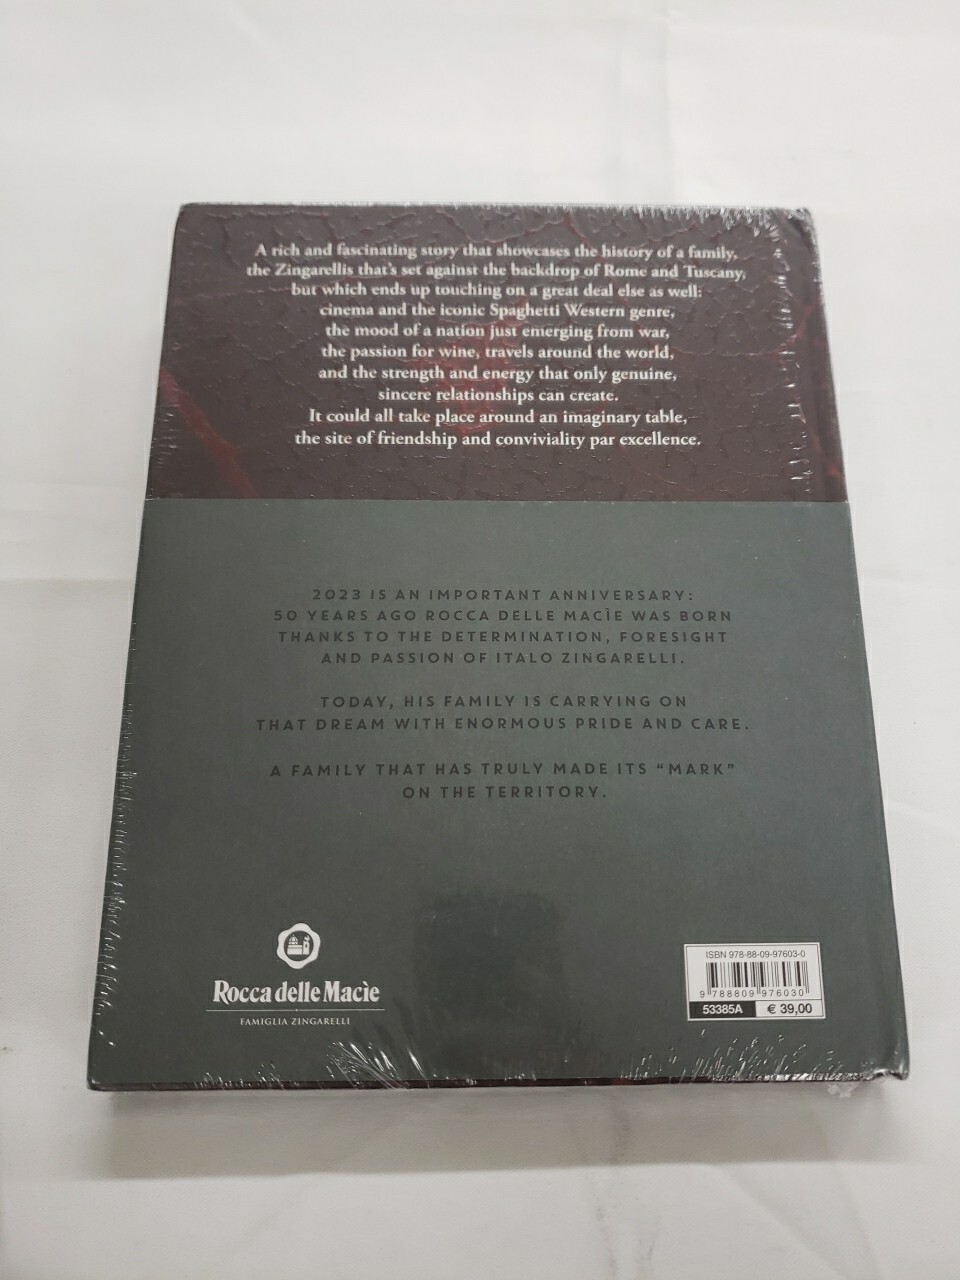 A rich and fascinating story that showcases the history of a family,
the Zingarellis that's set against the backdrop of Rome and Tuscany,
but which ends up touching on a great deal else as well:
cinema and the iconic Spaghetti Western genre,
the mood of a nation just emerging from war,
the passion for wine, travels around the world,
and the strength and energy that only genuine,
sincere relationships can create.
It could all take place around an imaginary table,
the site of friendship and conviviality par excellence.
2023 IS AN IMPORTANT ANNIVERSARY:
50 YEARS AGO ROCCA DELLE MACÌE WAS BORN
THANKS TO THE DETERMINATION, FORESIGHT
AND PASSION OF ITALO ZINGARELLI.
TODAY, HIS FAMILY IS CARRYING ON
THAT DREAM WITH ENORMOUS PRIDE AND CARE.
A FAMILY THAT HAS TRULY MADE ITS “MARK”
ON THE TERRITORY.
Rocca delle Macìe
FAMIGLIA ZINGARELLI
ISBN 978-88-09-97603-0
9 788809 976030
53385A € 39,00